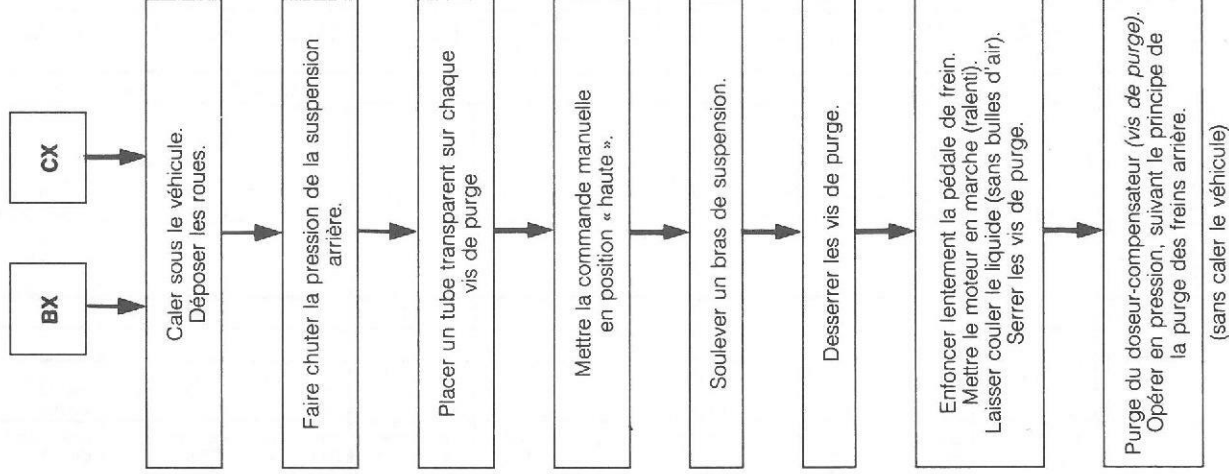 BX
CX
Caler sous le véhicule.
Déposer les roues.
Faire chuter la pression de la suspension
arrière.
Placer un tube transparent sur chaque
vis de purge
Mettre la commande manuelle
en position « haute ».
Soulever un bras de suspension.
Desserrer les vis de purge.
Enfoncer lentement la pédale de frein.
Mettre le moteur en marche (ralenti).
Laisser couler le liquide (sans bulles d'air).
Serrer les vis de purge.
Purge du doseur-compensateur (vis de purge).
Opérer en pression, suivant le principe de
la purge des freins arrière.
(sans caler le véhicule)